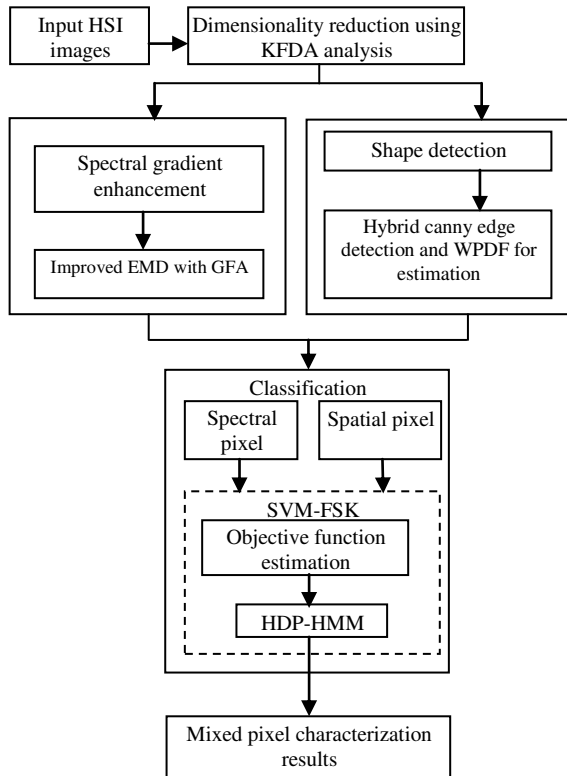 Input HSI
images
Dimensionality reduction using
KFDA analysis
Spectral gradient
enhancement
Improved EMD with GFA
Shape detection
Hybrid canny edge
detection and WPDF for
estimation
Classification
Spectral
pixel
Spatial pixel
SVM-FSK
Objective function
estimation
HDP-HMM
Mixed pixel characterization
results